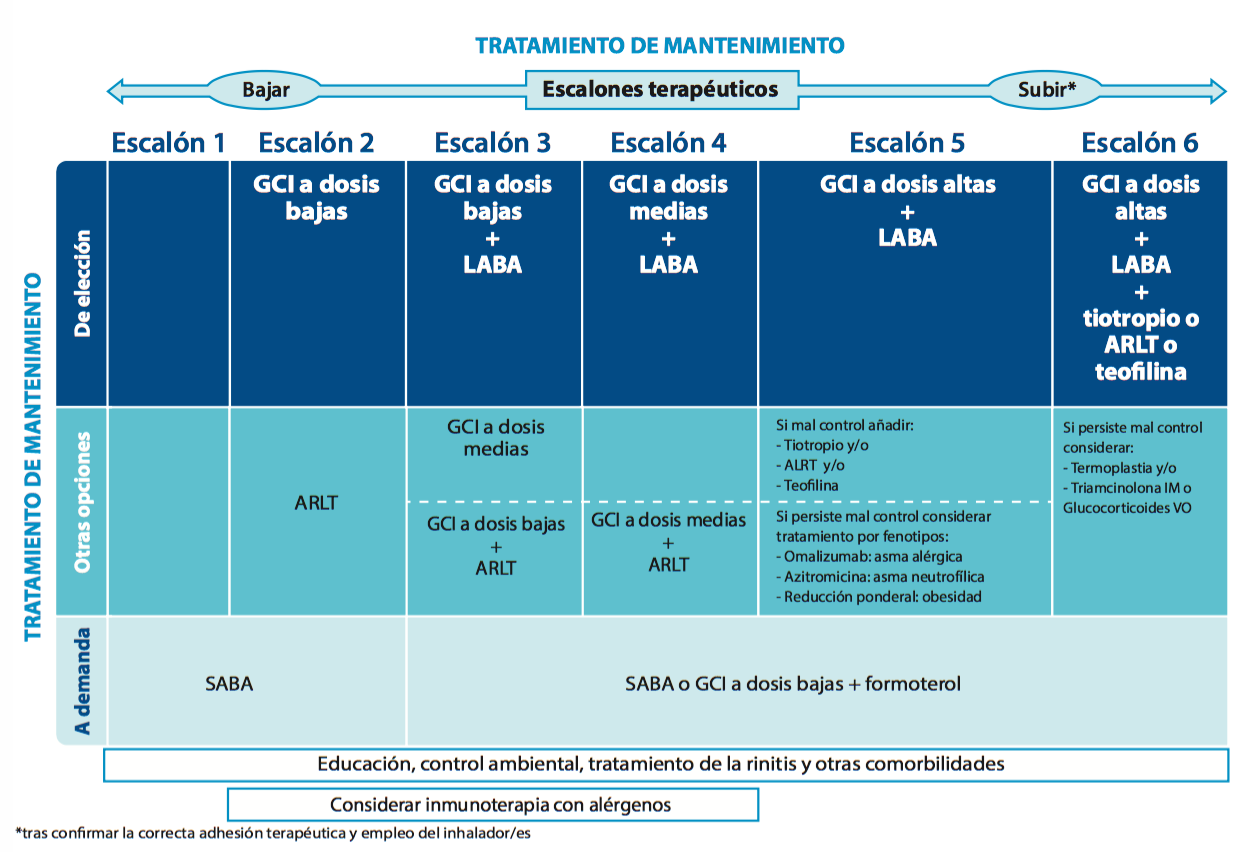 TRATAMIENTO DE MANTENIMIENTO
Bajar
Escalones terapéuticos
Subir*
Escalón 1
Escalón 2
Escalón 3
Escalón 4
Escalón 5
Escalón 6
TRATAMIENTO DE MANTENIMIENTO
De elección
GCI a dosis
bajas
GCI a dosis
bajas
+
LABA
GCI a dosis
medias
+
LABA
GCI a dosis altas
+
LABA
GCI a dosis
altas
+
LABA
+
tiotropio o
ARLT o
teofilina
Otras opciones
ARLT
GCI a dosis
medias
GCI a dosis bajas
+
ARLT
GCI a dosis medias
+
ARLT
Si mal control añadir:
- Tiotropio y/o
- ALRT y/o
- Teofilina
Si persiste mal control considerar
tratamiento por fenotipos:
- Omalizumab: asma alérgica
- Azitromicina: asma neutrofílica
- Reducción ponderal: obesidad
Si persiste mal control
considerar:
- Termoplastia y/o
- Triamcinolona IM o
Glucocorticoides VO
A demanda
SABA
SABA o GCI a dosis bajas + formoterol
Educación, control ambiental, tratamiento de la rinitis y otras comorbilidades
Considerar inmunoterapia con alérgenos
*tras confirmar la correcta adhesión terapéutica y empleo del inhalador/es